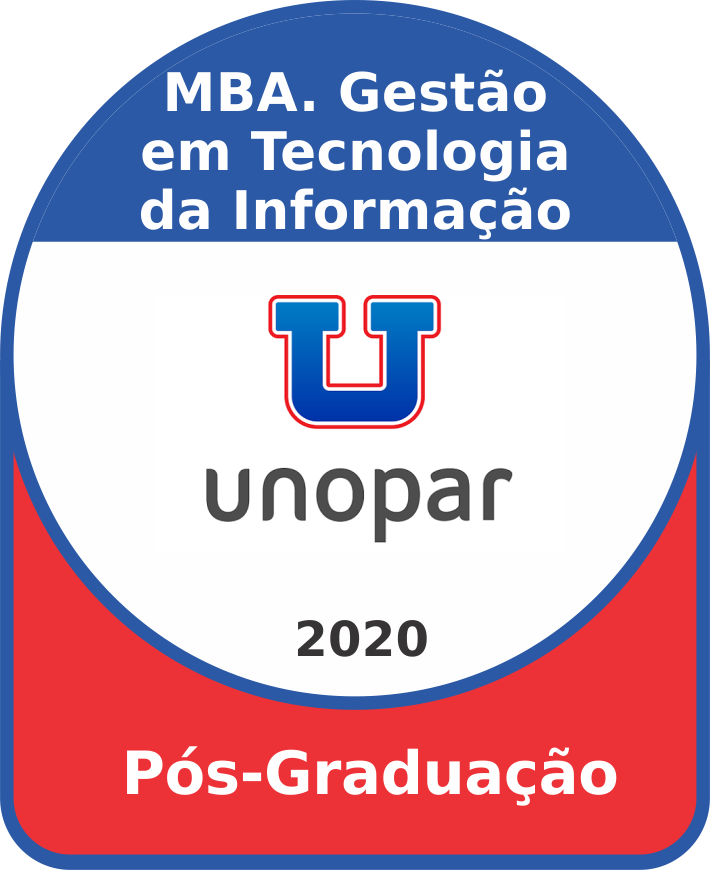 MBA. Gestão
em Tecnologia
da Informação
unopar
2020
Pós-Graduação